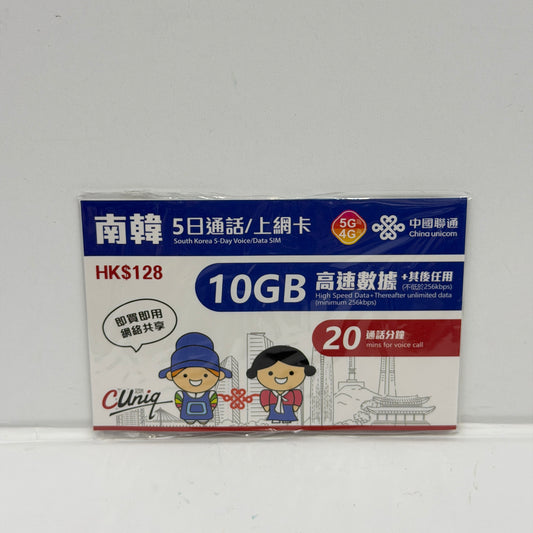 南韓 5日通話/上網卡
South Korea 5-Day Voice/Data SIM
5G
4G
中國聯通
China unicom
HK$128
10GB 高速數據 +其後任用
(不低於256kbps)
High Speed Data+Thereafter unlimited data
(minimum 256kbps)
即買即用
網絡共享
20 通話分鐘
mins for voice call
CUniq